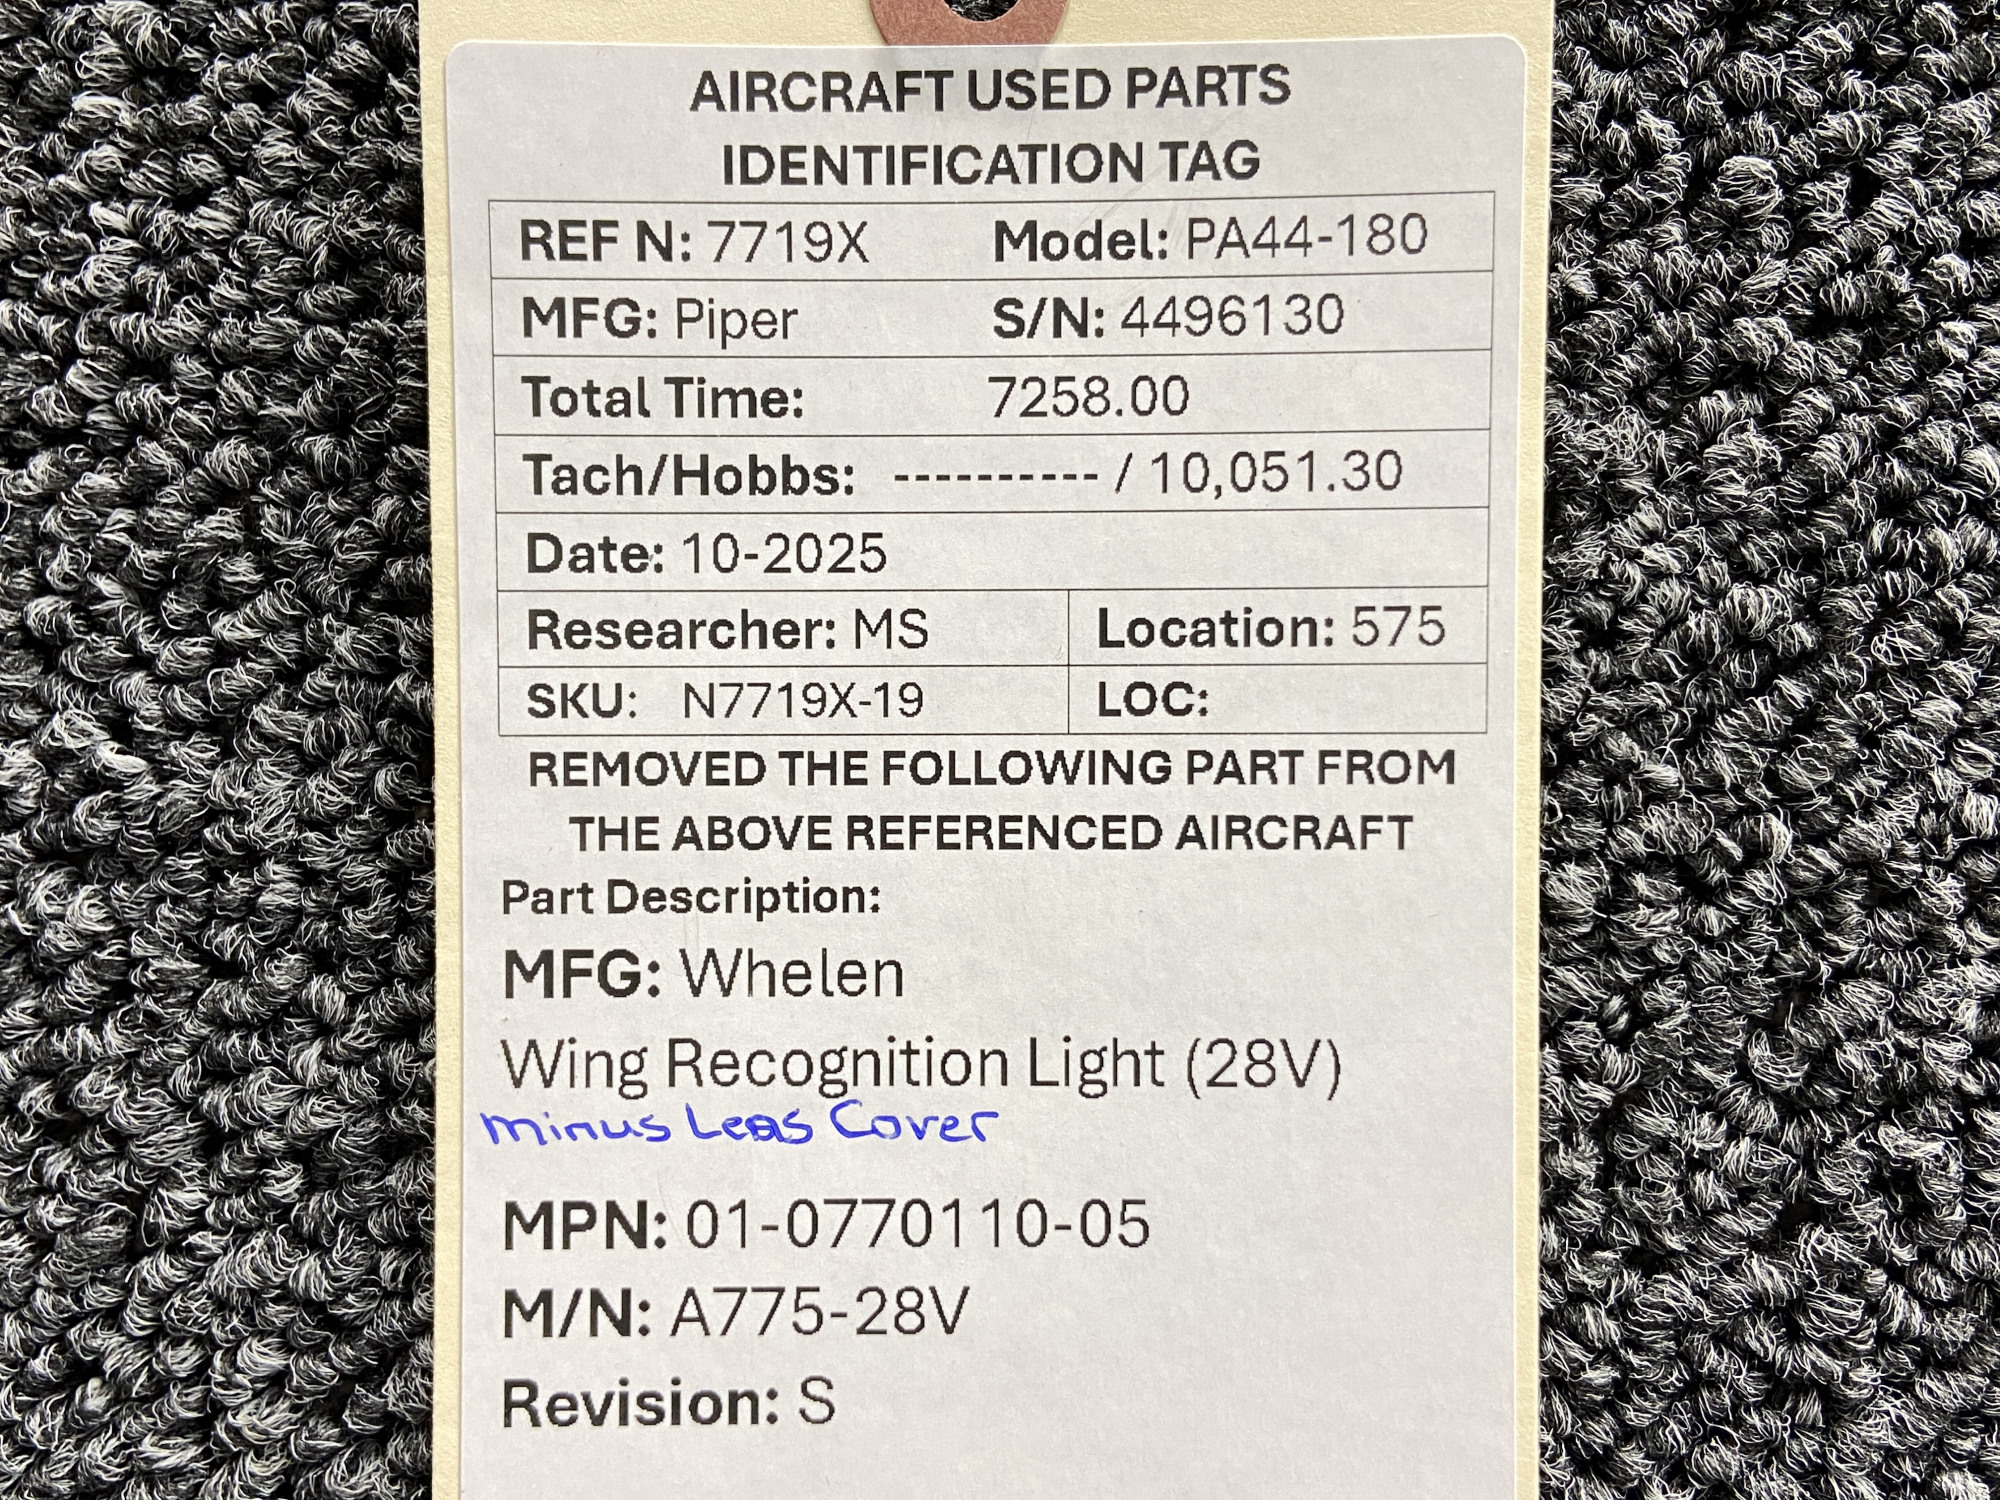 AIRCRAFT USED PARTS
IDENTIFICATION TAG
REF N: 7719X Model: PA44-180
MFG: Piper S/N: 4496130
Total Time: 7258.00
Tach/Hobbs: ---------- / 10,051.30
Date: 10-2025
Researcher: MS Location: 575
SKU: N7719X-19 LOC:
REMOVED THE FOLLOWING PART FROM
THE ABOVE REFERENCED AIRCRAFT
Part Description:
MFG: Whelen
Wing Recognition Light (28V)
minus Lens Cover
MPN: 01-0770110-05
M/N: A775-28V
Revision: S